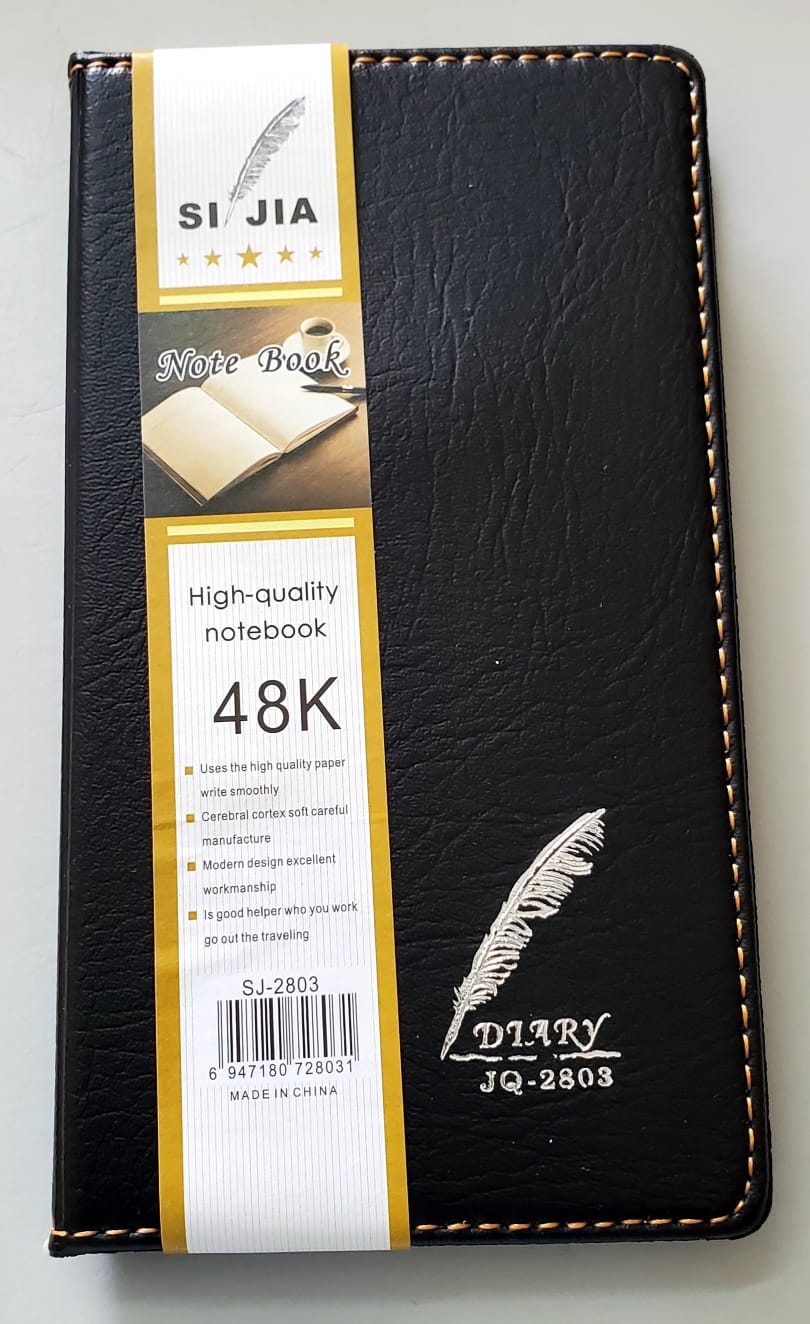 SI JIA
Note Book
High-quality
notebook
48K
Uses the high quality paper
write smoothly
Cerebral cortex soft careful
manufacture
Modern design excellent
workmanship
Is good helper who you work
go out the traveling
SJ-2803
6 947180 728031
MADE IN CHINA
DIARY
JQ-2803